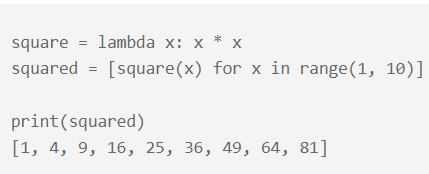 square = lambda x: x * x
squared = [square(x) for x in range(1, 10)]
print(squared)
[1, 4, 9, 16, 25, 36, 49, 64, 81]